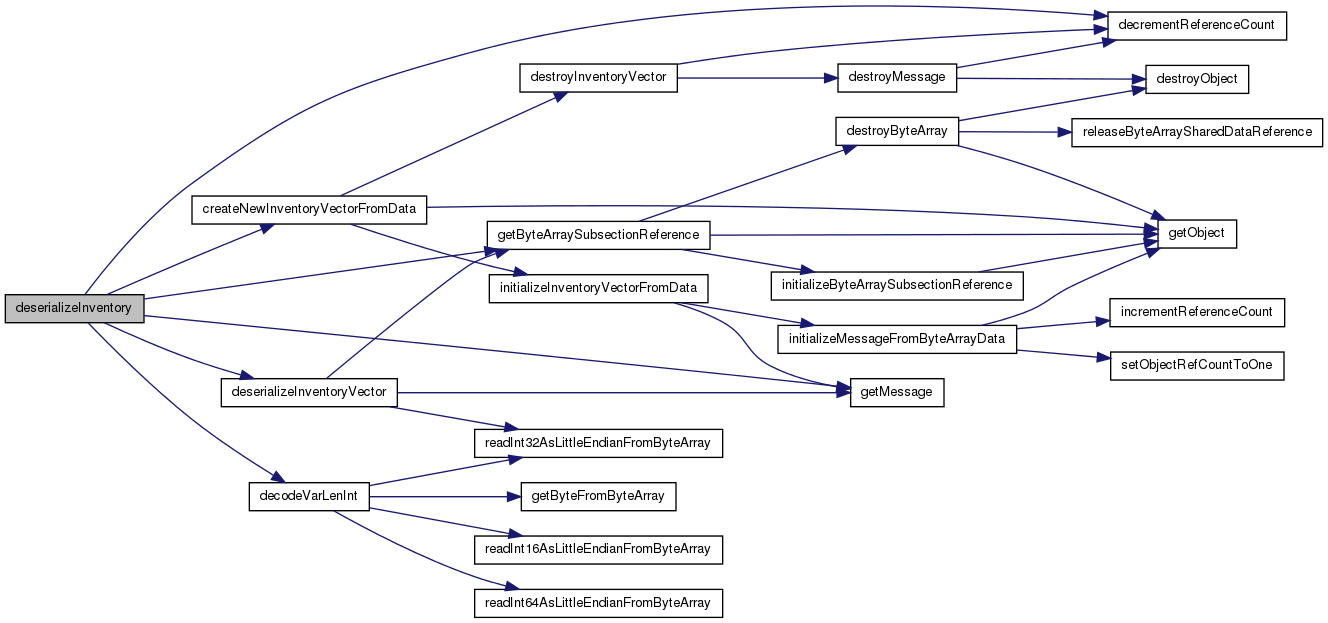 decrementReferenceCount
destroyInventoryVector
destroyMessage
destroyObject
destroyByteArray
releaseByteArraySharedDataReference
createNewInventoryVectorFromData
getByteArraySubsectionReference
getObject
initializeInventoryVectorFromData
initializeByteArraySubsectionReference
deserializeInventory
incrementReferenceCount
initializeMessageFromByteArrayData
setObjectRefCountToOne
deserializeInventoryVector
getMessage
readInt32AsLittleEndianFromByteArray
decodeVarLenInt
getByteFromByteArray
readInt16AsLittleEndianFromByteArray
readInt64AsLittleEndianFromByteArray